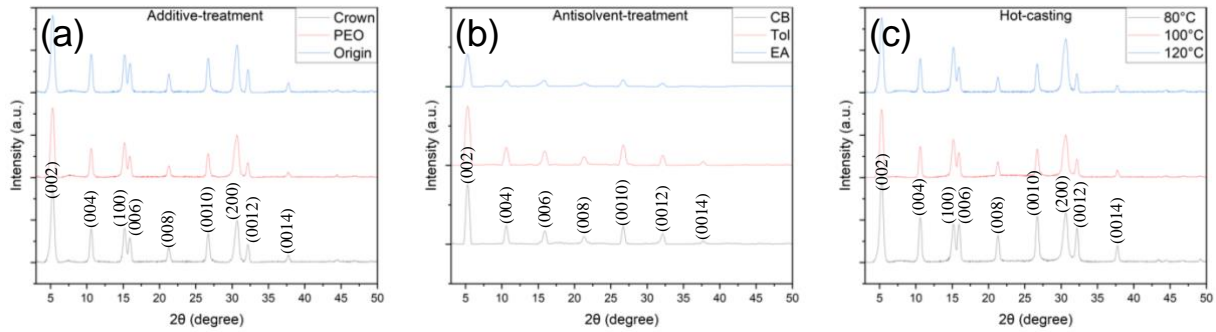 (a)
Additive-treatment
Crown
PEO
Origin
Intensity (a.u.)
(002)
(004)
(100)
(006)
(008)
(0010)
(200)
(0012)
(0014)
5 10 15 20 25 30 35 40 45 50
2θ (degree)
(b)
Antisolvent-treatment
CB
Tol
EA
Intensity (a.u.)
(002)
(004)
(006)
(008)
(0010)
(0012)
(0014)
5 10 15 20 25 30 35 40 45 50
2θ (degree)
(c)
Hot-casting
80°C
100°C
120°C
Intensity (a.u.)
(002)
(004)
(100)
(006)
(008)
(0010)
(200)
(0012)
(0014)
5 10 15 20 25 30 35 40 45 50
2θ (degree)